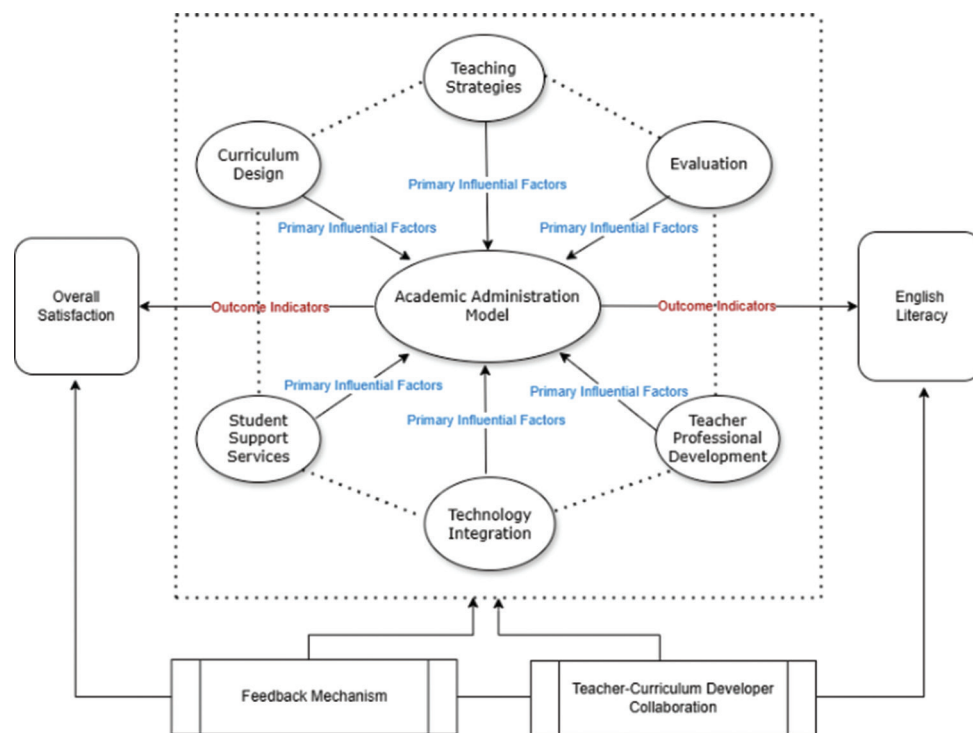 Teaching
Strategies
Curriculum
Design
Evaluation
Primary Influential Factors
Primary Influential Factors
Primary Influential Factors
Overall
Satisfaction
Outcome Indicators
Academic Administration
Model
Outcome Indicators
English
Literacy
Primary Influential Factors
Primary Influential Factors
Primary Influential Factors
Student
Support
Services
Teacher
Professional
Development
Technology
Integration
Feedback Mechanism
Teacher-Curriculum Developer
Collaboration